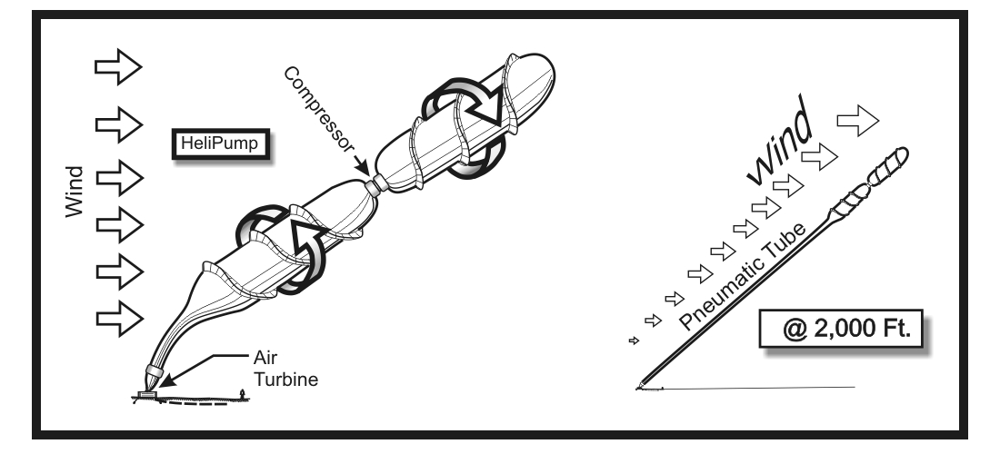 Wind
HeliPump
Compressor
Air
Turbine
Wind
Pneumatic Tube
@ 2,000 Ft.